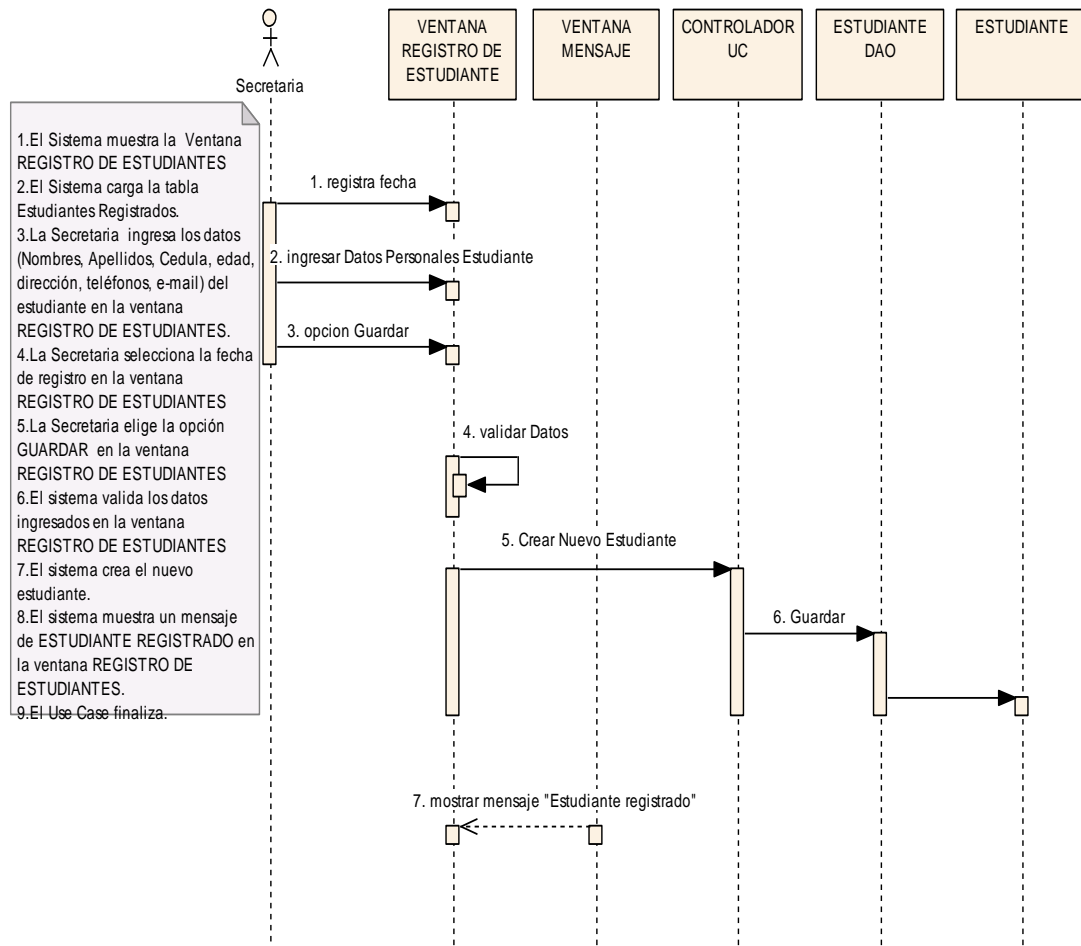 VENTANA
REGISTRO DE
ESTUDIANTE
VENTANA
MENSAJE
CONTROLADOR
UC
ESTUDIANTE
DAO
ESTUDIANTE
Secretaria
1.El Sistema muestra la Ventana
REGISTRO DE ESTUDIANTES
2.El Sistema carga la tabla
Estudiantes Registrados.
3.La Secretaria ingresa los datos
(Nombres, Apellidos, Cedula, edad,
dirección, teléfonos, e-mail) del
estudiante en la ventana
REGISTRO DE ESTUDIANTES.
4.La Secretaria selecciona la fecha
de registro en la ventana
REGISTRO DE ESTUDIANTES
5.La Secretaria elige la opción
GUARDAR en la ventana
REGISTRO DE ESTUDIANTES
6.El sistema valida los datos
ingresados en la ventana
REGISTRO DE ESTUDIANTES
7.El sistema crea el nuevo
estudiante.
8.El sistema muestra un mensaje
de ESTUDIANTE REGISTRADO en
la ventana REGISTRO DE
ESTUDIANTES.
9.El Use Case finaliza.
1. registra fecha
2. ingresar Datos Personales Estudiante
3. opcion Guardar
4. validar Datos
5. Crear Nuevo Estudiante
6. Guardar
7. mostrar mensaje "Estudiante registrado"